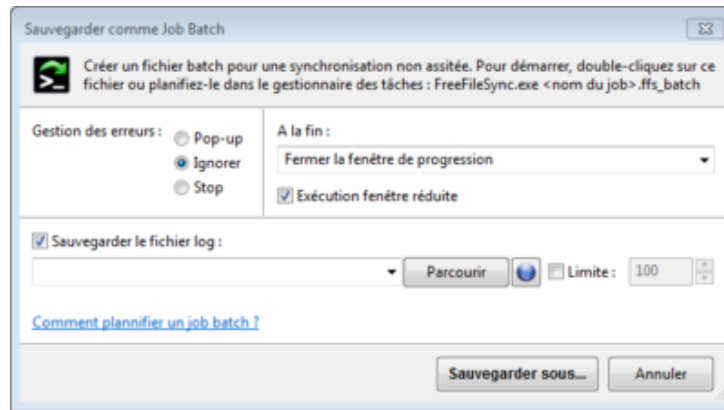 Sauvegarder comme Job Batch
Créer un fichier batch pour une synchronisation non assitée. Pour démarrer, double-cliquez sur ce
fichier ou planifiez-le dans le gestionnaire des tâches : FreeFileSync.exe <nom du job>.ffs_batch
Gestion des erreurs :
Pop-up
Ignorer
Stop
A la fin :
Fermer la fenêtre de progression
Exécution fenêtre réduite
Sauvegarder le fichier log :
Parcourir
Limite :
100
Comment plannifier un job batch ?
Sauvegarder sous...
Annuler